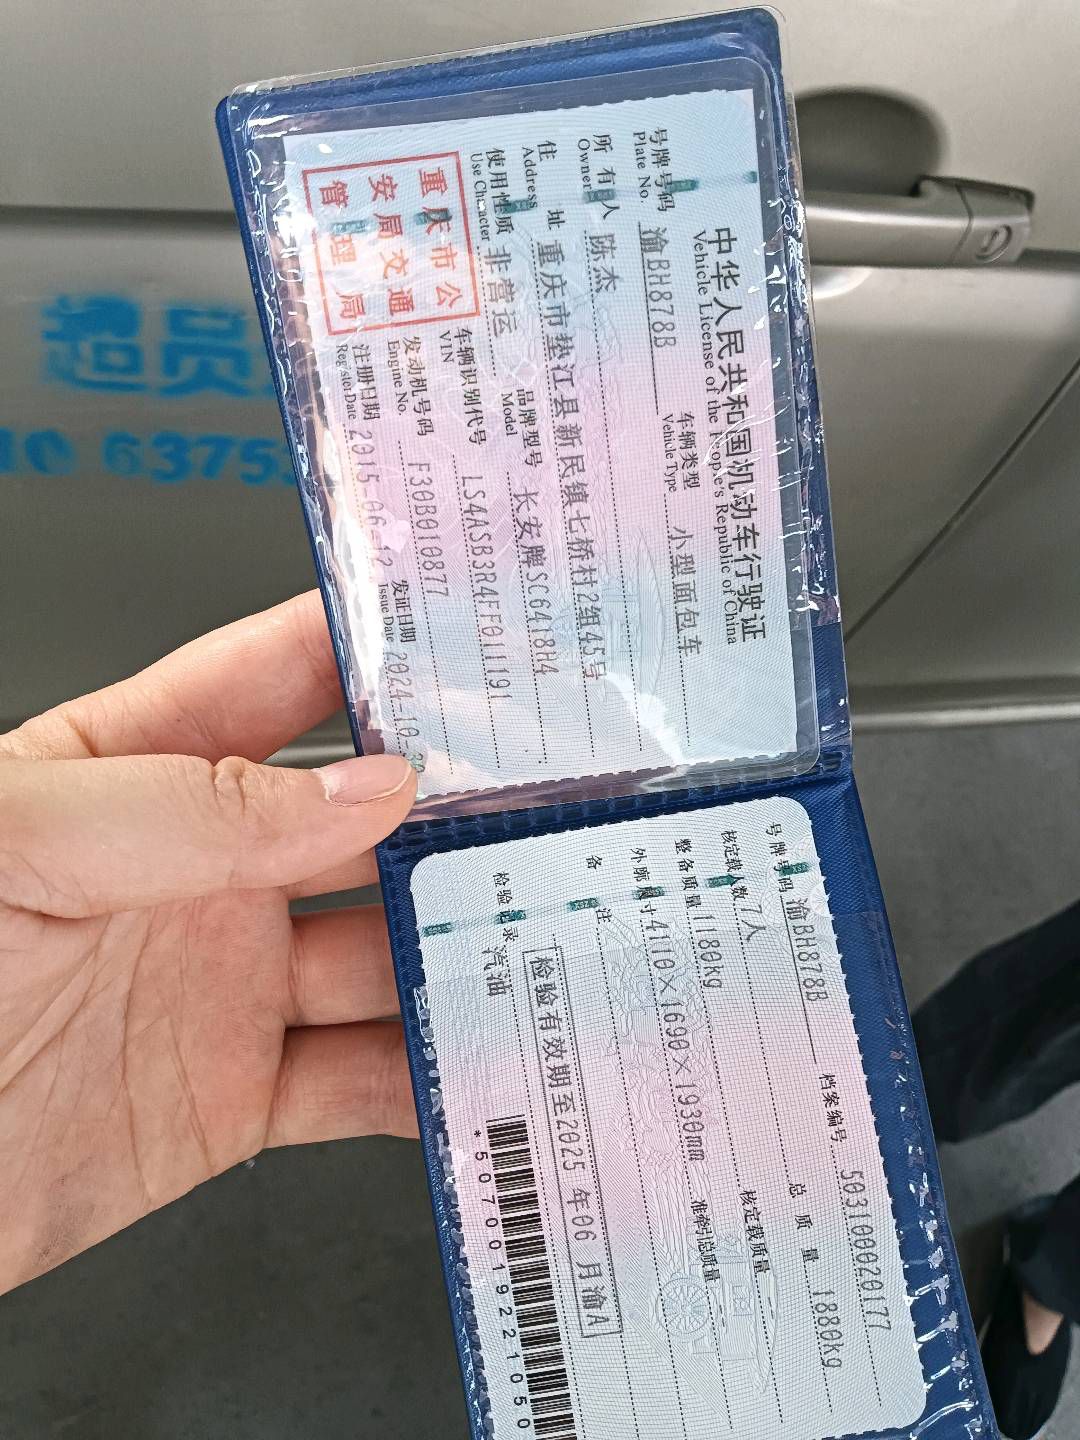 中华人民共和国机动车行驶证
Vehicle License of the People's Republic of China
号牌号码 渝BH878B 车辆类型 小型面包车
Plate No. Vehicle Type
所有人 陈杰
Owner
住址 重庆市垫江县新民镇七桥村2组45号
Address
使用性质 非营运 品牌型号 长安牌SC6418H4
Use Character Model
重庆市公
安局交通
管理局
车辆识别代号 LS4ASB3R4FF011191
VIN
发动机号码 F30B010877
Engine No.
注册日期 2015-06-12 发证日期 2024-10-30
Register Date Issue Date
号牌号码 渝BH878B 档案编号 503100020177
核定载人数 7人 总质量 1880kg
整备质量 1180kg 核定载质量
外廓尺寸 4110×1690×1930mm 准牵引总质量
备注
检验有效期至2025年06月渝A
检验记录 汽油
*5070019221050
超员
10 6375